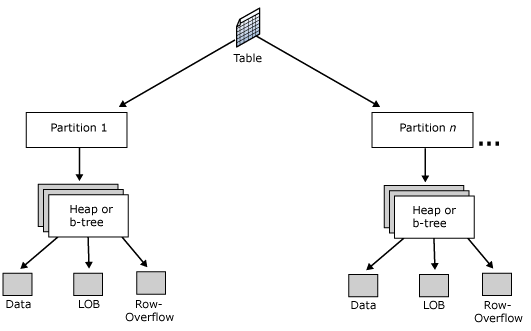 Table
Partition 1
Partition n
...
Heap or
b-tree
Heap or
b-tree
Data
LOB
Row-
Overflow
Data
LOB
Row-
Overflow